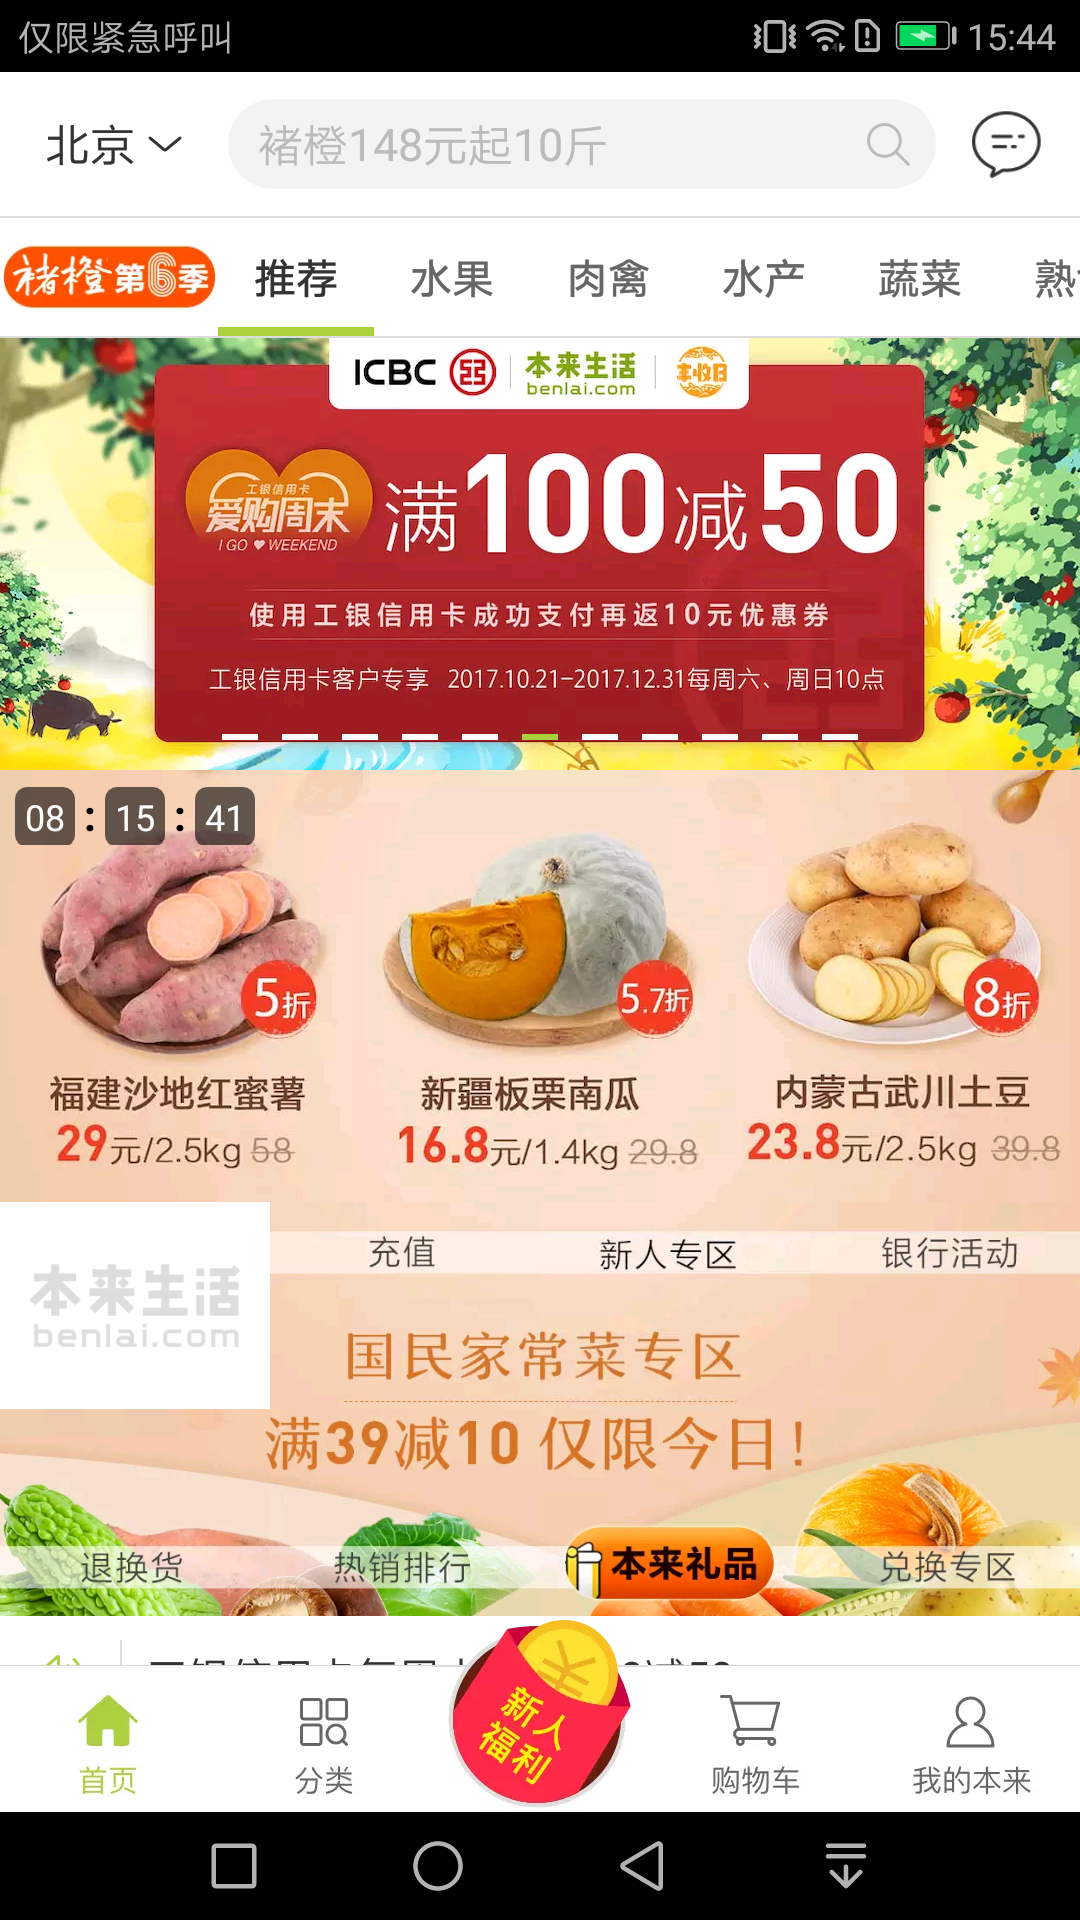 仅限紧急呼叫 15:44
北京 褚橙148元起10斤
褚橙第6季 推荐 水果 肉禽 水产 蔬菜
ICBC 本来生活 benlai.com 丰收日
工银信用卡
爱购周末
I GO WEEKEND
满100减50
使用工银信用卡成功支付再返10元优惠券
工银信用卡客户专享 2017.10.21-2017.12.31每周六、周日10点
08 : 15 : 41
5折 5.7折 8折
福建沙地红蜜薯 新疆板栗南瓜 内蒙古武川土豆
29元/2.5kg 58 16.8元/1.4kg 29.8 23.8元/2.5kg 39.8
本来生活
benlai.com
充值 新人专区 银行活动
国民家常菜专区
满39减10 仅限今日!
退换货 热销排行 本来礼品 兑换专区
新人
福利
首页 分类 购物车 我的本来